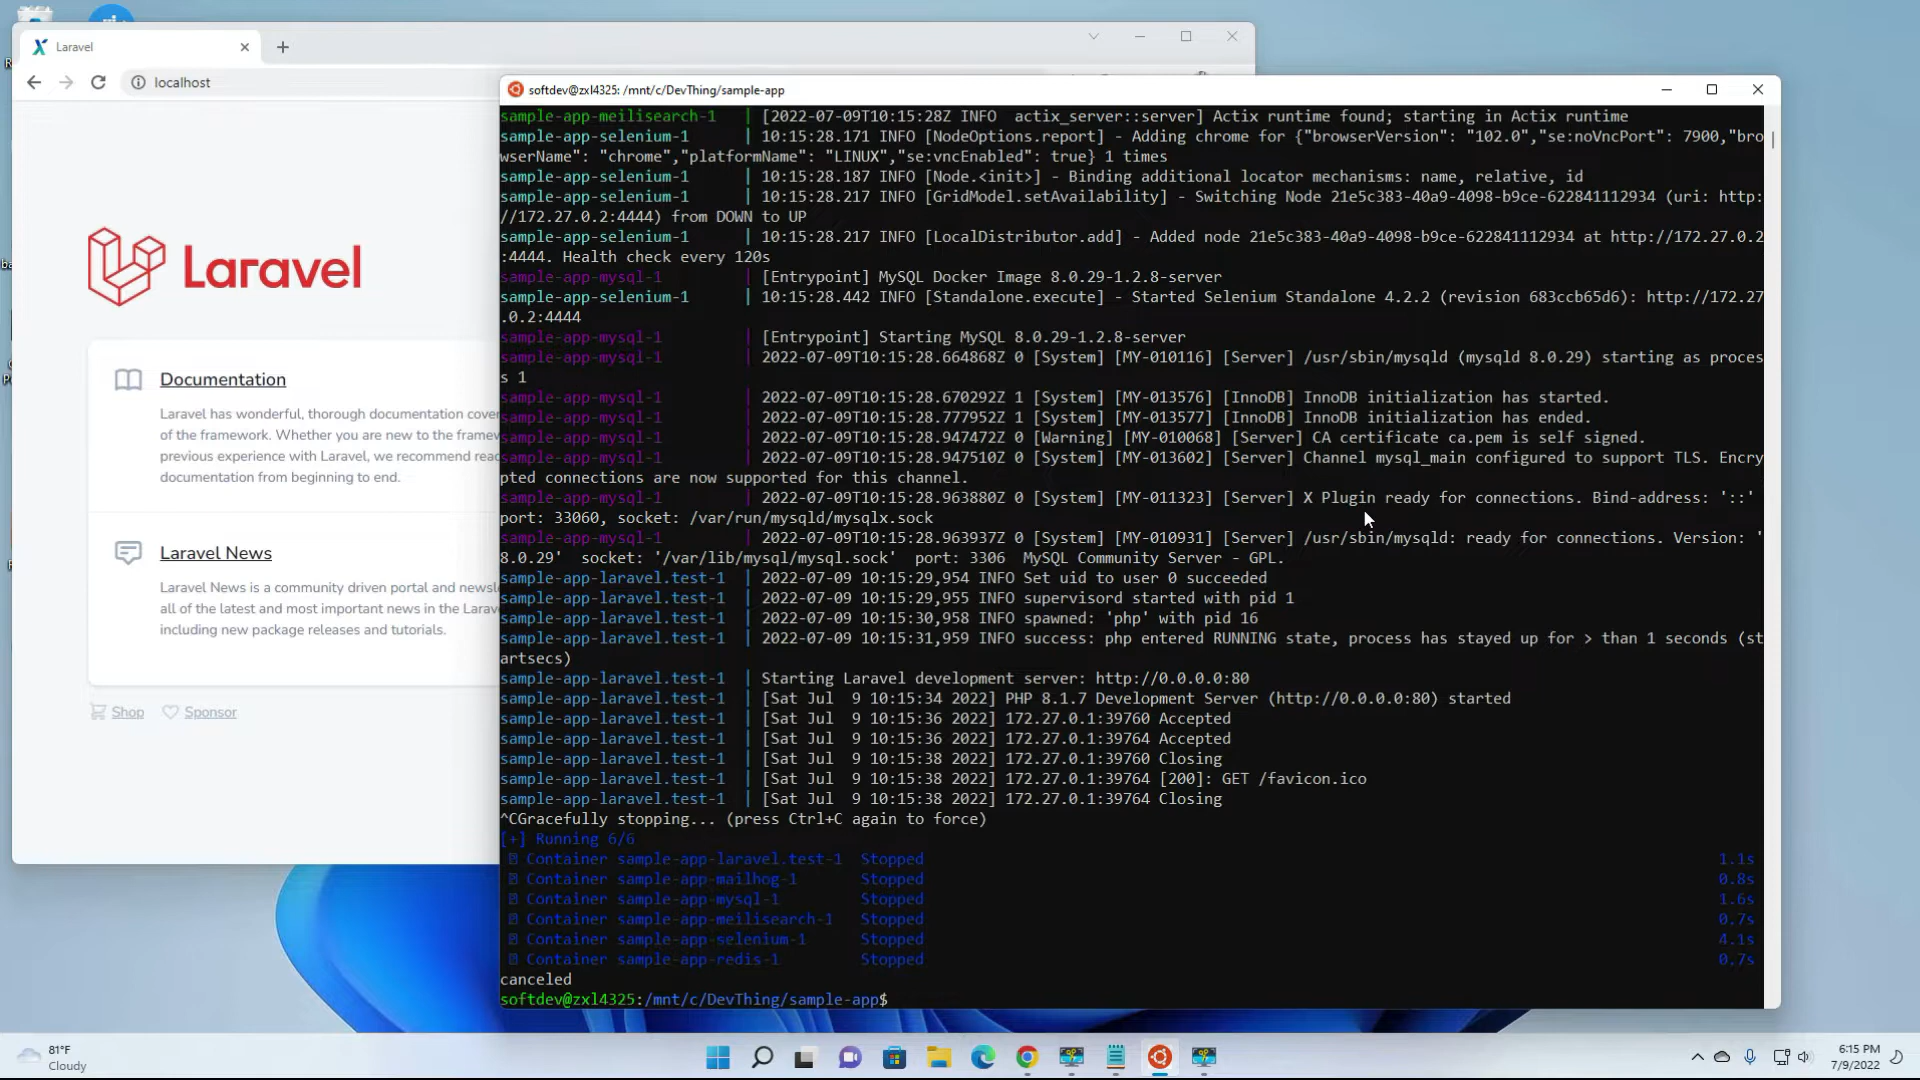 Laravel
localhost
Laravel
Documentation
Laravel has wonderful, thorough documentation cove
of the framework. Whether you are new to the framew
previous experience with Laravel, we recommend rea
documentation from beginning to end.
Laravel News
Laravel News is a community driven portal and newsl
all of the latest and most important news in the Larav
including new package releases and tutorials.
Shop
Sponsor
softdev@zxl4325: /mnt/c/DevThing/sample-app
sample-app-meilisearch-1 | [2022-07-09T10:15:28Z INFO actix_server::server] Actix runtime found; starting in Actix runtime
sample-app-selenium-1 | 10:15:28.171 INFO [NodeOptions.report] - Adding chrome for {"browserVersion": "102.0","se:noVncPort": 7900,"bro
wserName": "chrome","platformName": "LINUX","se:vncEnabled": true} 1 times
sample-app-selenium-1 | 10:15:28.187 INFO [Node.<init>] - Binding additional locator mechanisms: name, relative, id
sample-app-selenium-1 | 10:15:28.217 INFO [GridModel.setAvailability] - Switching Node 21e5c383-40a9-4098-b9ce-622841112934 (uri: http:
//172.27.0.2:4444) from DOWN to UP
sample-app-selenium-1 | 10:15:28.217 INFO [LocalDistributor.add] - Added node 21e5c383-40a9-4098-b9ce-622841112934 at http://172.27.0.2
:4444. Health check every 120s
sample-app-mysql-1 | [Entrypoint] MySQL Docker Image 8.0.29-1.2.8-server
sample-app-selenium-1 | 10:15:28.442 INFO [Standalone.execute] - Started Selenium Standalone 4.2.2 (revision 683ccb65d6): http://172.27
.0.2:4444
sample-app-mysql-1 | [Entrypoint] Starting MySQL 8.0.29-1.2.8-server
sample-app-mysql-1 | 2022-07-09T10:15:28.664868Z 0 [System] [MY-010116] [Server] /usr/sbin/mysqld (mysqld 8.0.29) starting as proces
s 1
sample-app-mysql-1 | 2022-07-09T10:15:28.670292Z 1 [System] [MY-013576] [InnoDB] InnoDB initialization has started.
sample-app-mysql-1 | 2022-07-09T10:15:28.777952Z 1 [System] [MY-013577] [InnoDB] InnoDB initialization has ended.
sample-app-mysql-1 | 2022-07-09T10:15:28.947472Z 0 [Warning] [MY-010068] [Server] CA certificate ca.pem is self signed.
sample-app-mysql-1 | 2022-07-09T10:15:28.947510Z 0 [System] [MY-013602] [Server] Channel mysql_main configured to support TLS. Encry
pted connections are now supported for this channel.
sample-app-mysql-1 | 2022-07-09T10:15:28.963880Z 0 [System] [MY-011323] [Server] X Plugin ready for connections. Bind-address: '::'
port: 33060, socket: /var/run/mysqld/mysqlx.sock
sample-app-mysql-1 | 2022-07-09T10:15:28.963937Z 0 [System] [MY-010931] [Server] /usr/sbin/mysqld: ready for connections. Version: '
8.0.29' socket: '/var/lib/mysql/mysql.sock' port: 3306 MySQL Community Server - GPL.
sample-app-laravel.test-1 | 2022-07-09 10:15:29,954 INFO Set uid to user 0 succeeded
sample-app-laravel.test-1 | 2022-07-09 10:15:29,955 INFO supervisord started with pid 1
sample-app-laravel.test-1 | 2022-07-09 10:15:30,958 INFO spawned: 'php' with pid 16
sample-app-laravel.test-1 | 2022-07-09 10:15:31,959 INFO success: php entered RUNNING state, process has stayed up for > than 1 seconds (st
artsecs)
sample-app-laravel.test-1 | Starting Laravel development server: http://0.0.0.0:80
sample-app-laravel.test-1 | [Sat Jul 9 10:15:34 2022] PHP 8.1.7 Development Server (http://0.0.0.0:80) started
sample-app-laravel.test-1 | [Sat Jul 9 10:15:36 2022] 172.27.0.1:39760 Accepted
sample-app-laravel.test-1 | [Sat Jul 9 10:15:36 2022] 172.27.0.1:39764 Accepted
sample-app-laravel.test-1 | [Sat Jul 9 10:15:38 2022] 172.27.0.1:39760 Closing
sample-app-laravel.test-1 | [Sat Jul 9 10:15:38 2022] 172.27.0.1:39764 [200]: GET /favicon.ico
sample-app-laravel.test-1 | [Sat Jul 9 10:15:38 2022] 172.27.0.1:39764 Closing
^CGracefully stopping... (press Ctrl+C again to force)
[+] Running 6/6
Container sample-app-laravel.test-1 Stopped 1.1s
Container sample-app-mailhog-1 Stopped 0.8s
Container sample-app-mysql-1 Stopped 1.6s
Container sample-app-meilisearch-1 Stopped 0.7s
Container sample-app-selenium-1 Stopped 4.1s
Container sample-app-redis-1 Stopped 0.7s
canceled
softdev@zxl4325:/mnt/c/DevThing/sample-app$
81°F
Cloudy
6:15 PM
7/9/2022